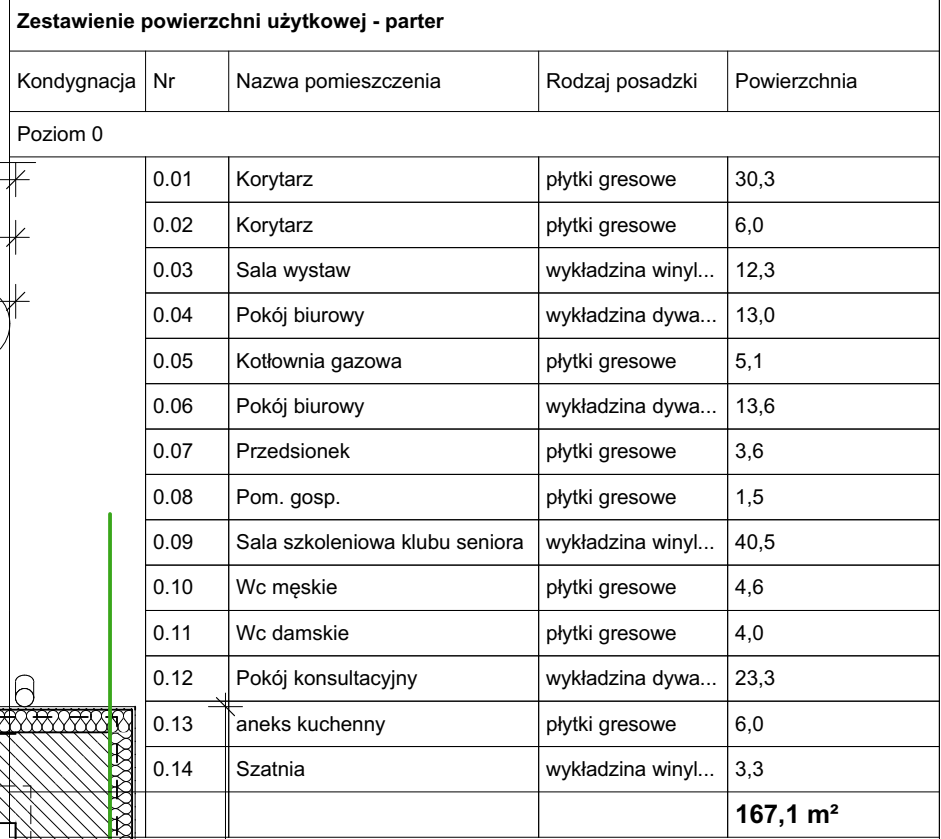 Zestawienie powierzchni użytkowej - parter
Kondygnacja Nr Nazwa pomieszczenia Rodzaj posadzki Powierzchnia
Poziom 0
0.01 Korytarz płytki gresowe 30,3
0.02 Korytarz płytki gresowe 6,0
0.03 Sala wystaw wykładzina winyl... 12,3
0.04 Pokój biurowy wykładzina dywa... 13,0
0.05 Kotłownia gazowa płytki gresowe 5,1
0.06 Pokój biurowy wykładzina dywa... 13,6
0.07 Przedsionek płytki gresowe 3,6
0.08 Pom. gosp. płytki gresowe 1,5
0.09 Sala szkoleniowa klubu seniora wykładzina winyl... 40,5
0.10 Wc męskie płytki gresowe 4,6
0.11 Wc damskie płytki gresowe 4,0
0.12 Pokój konsultacyjny wykładzina dywa... 23,3
0.13 aneks kuchenny płytki gresowe 6,0
0.14 Szatnia wykładzina winyl... 3,3
167,1 m²